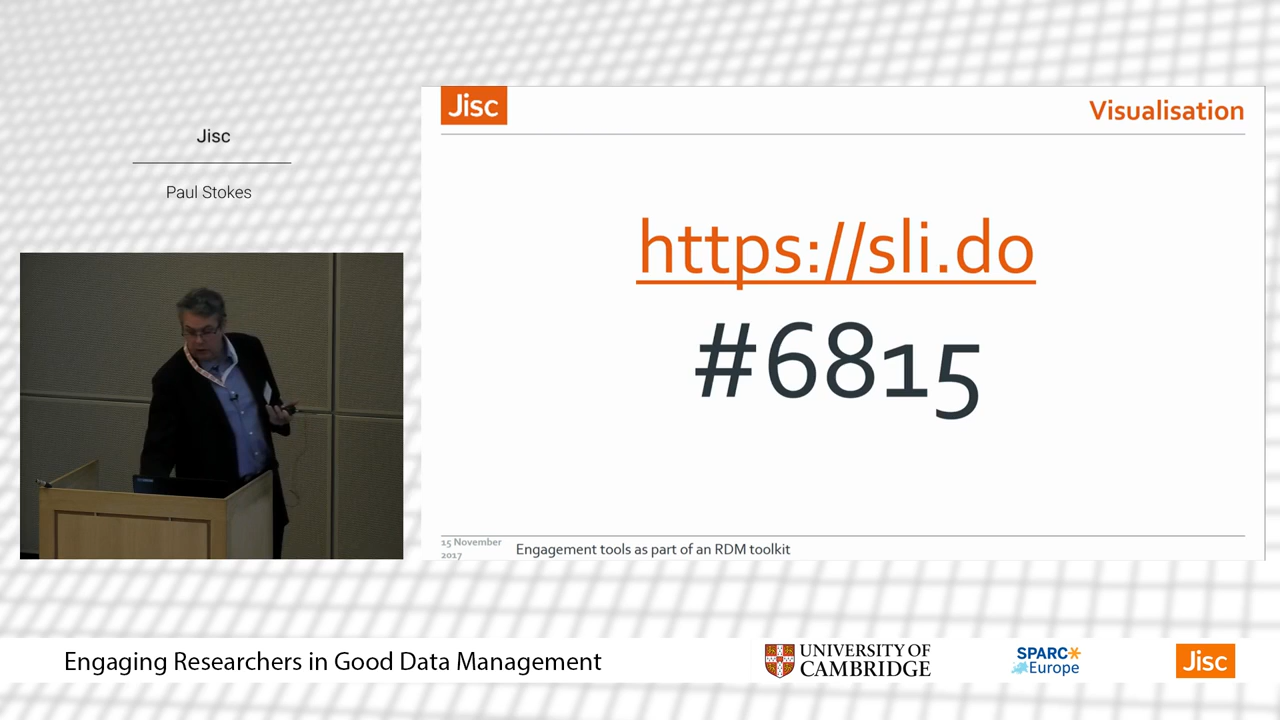 Jisc
Paul Stokes
Jisc
Visualisation
https://sli.do
#6815
15 November
2017
Engagement tools as part of an RDM toolkit
Engaging Researchers in Good Data Management
UNIVERSITY OF
CAMBRIDGE
SPARC*
Europe
Jisc